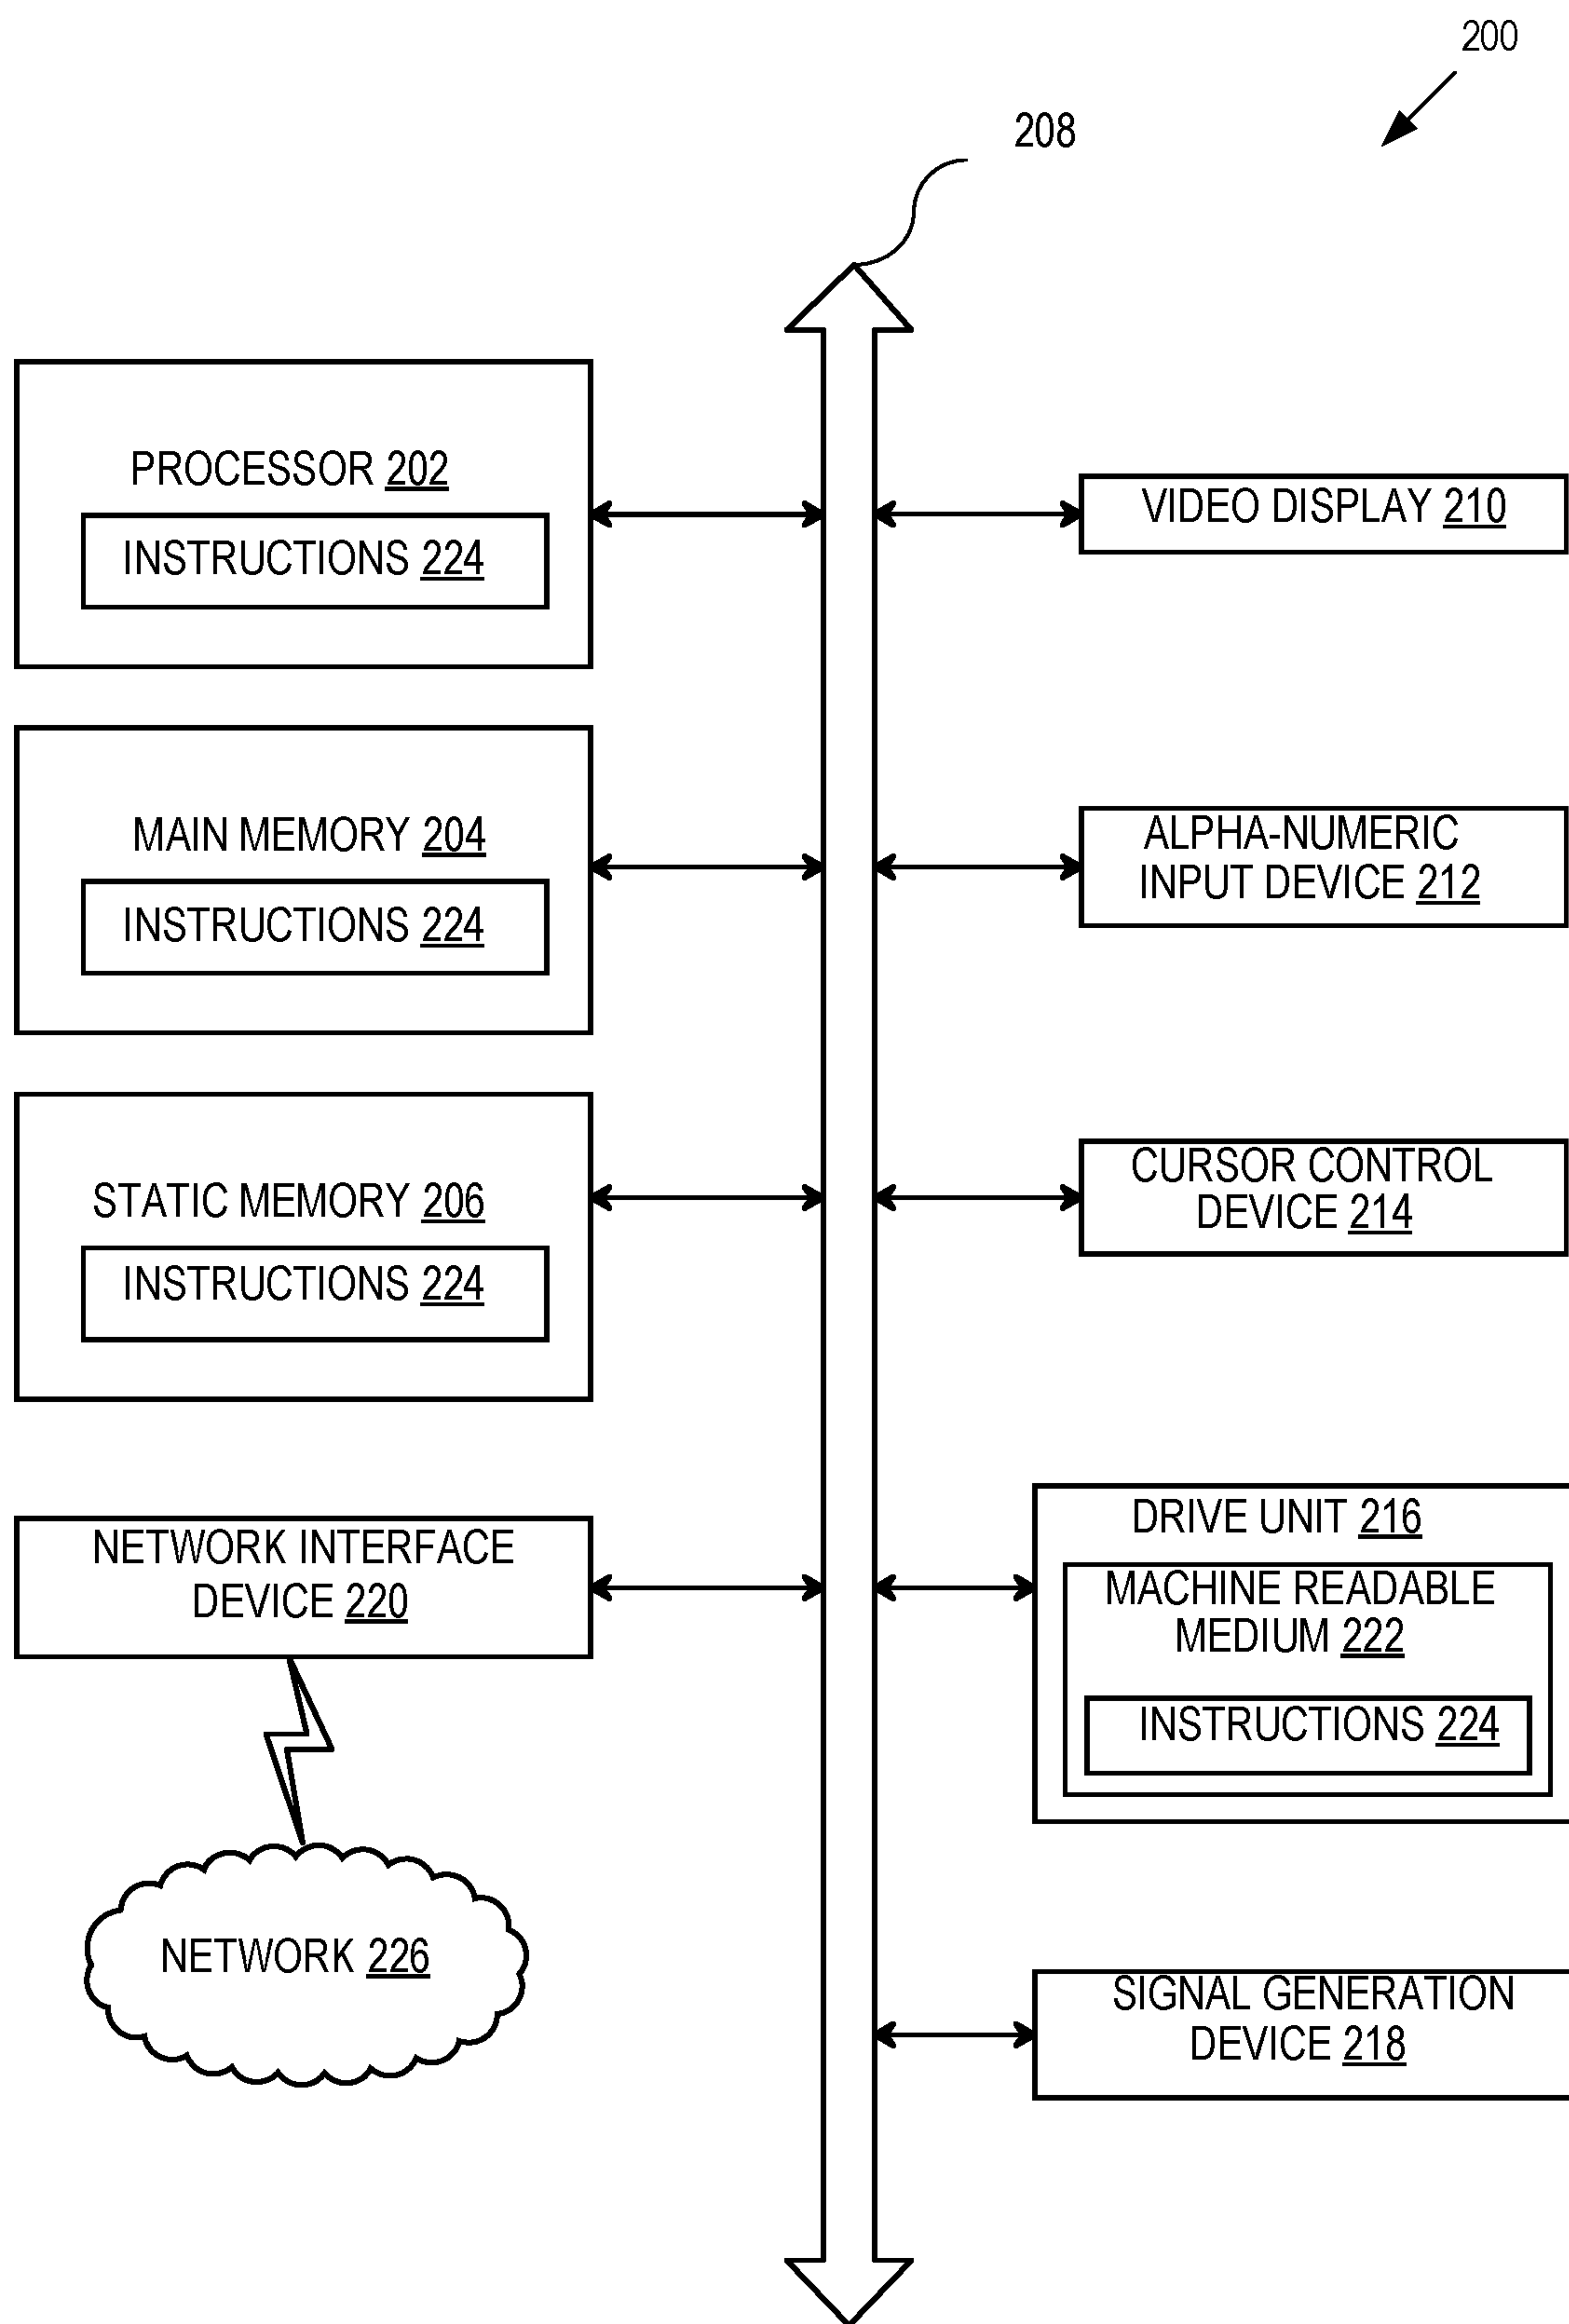 200
208
PROCESSOR 202
INSTRUCTIONS 224
MAIN MEMORY 204
INSTRUCTIONS 224
STATIC MEMORY 206
INSTRUCTIONS 224
NETWORK INTERFACE
DEVICE 220
NETWORK 226
VIDEO DISPLAY 210
ALPHA-NUMERIC
INPUT DEVICE 212
CURSOR CONTROL
DEVICE 214
DRIVE UNIT 216
MACHINE READABLE
MEDIUM 222
INSTRUCTIONS 224
SIGNAL GENERATION
DEVICE 218